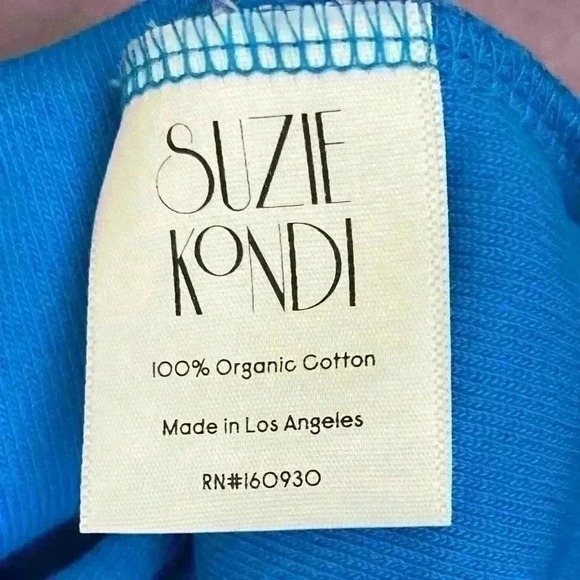 SUZIE
KONDI
100% Organic Cotton
Made in Los Angeles
RN#160930